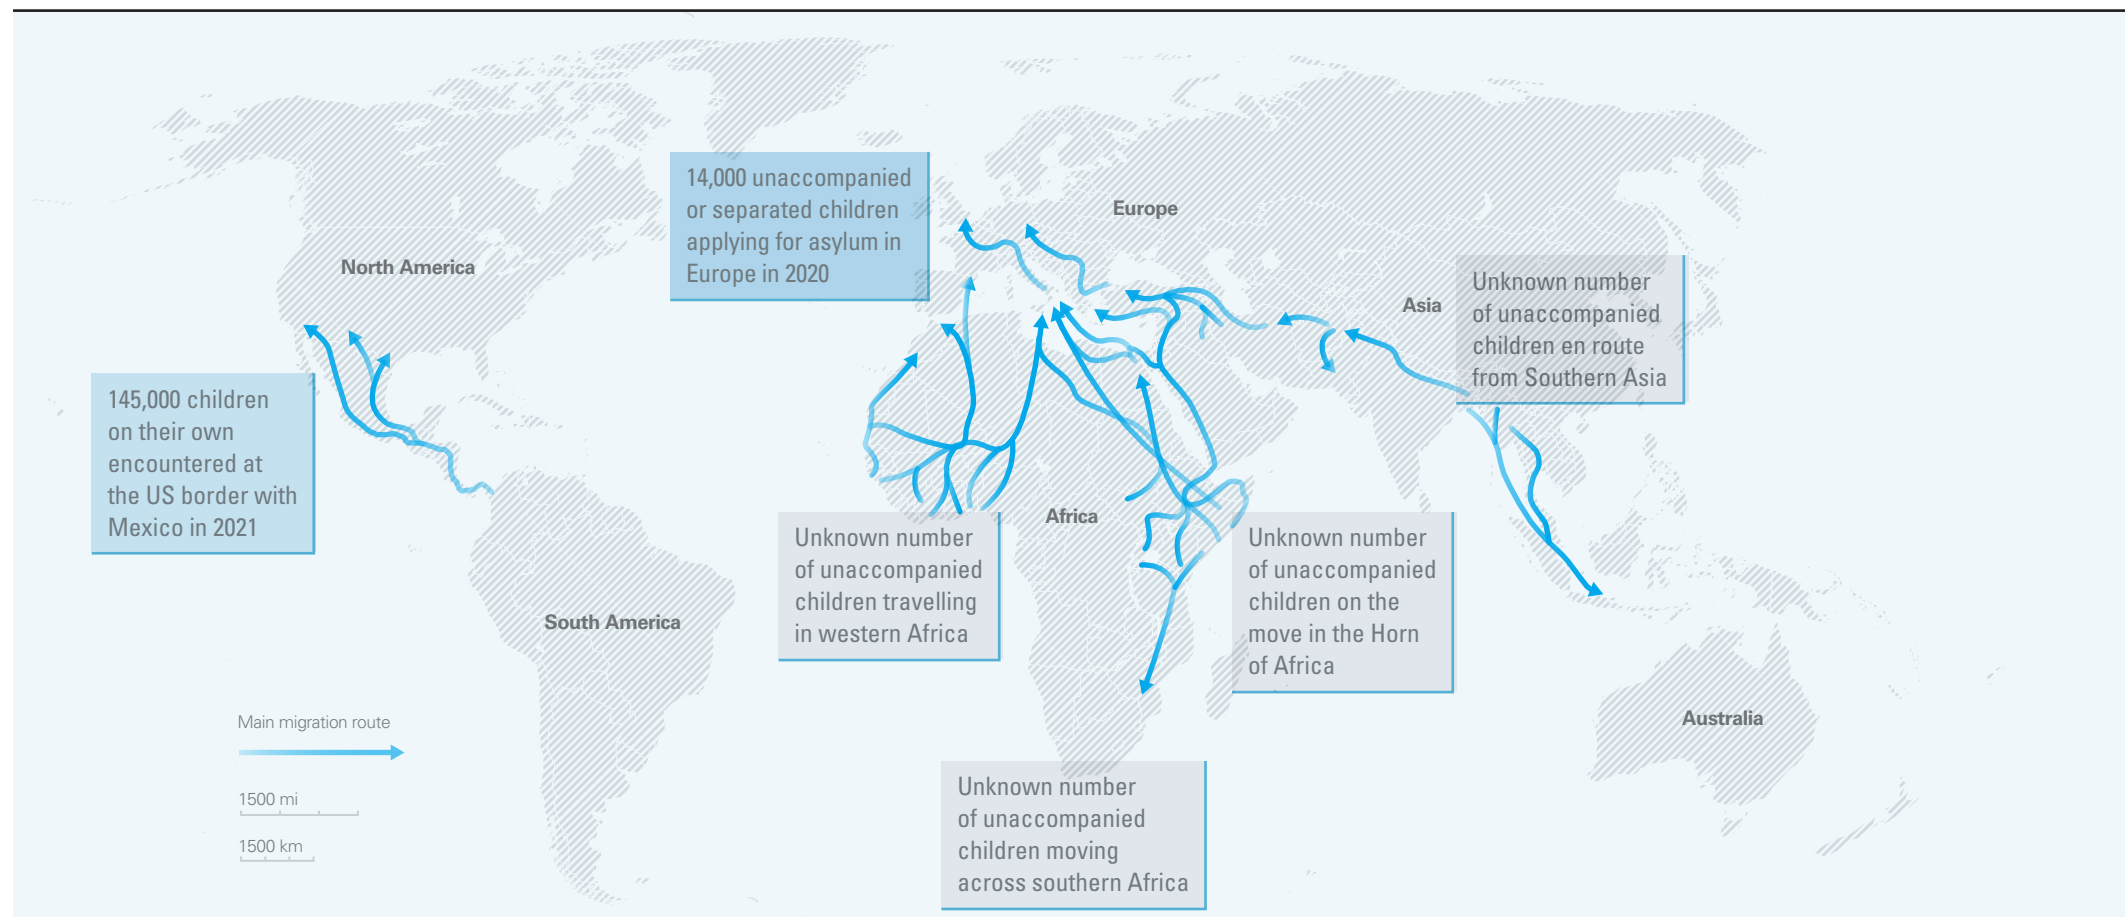 14,000 unaccompanied
or separated children
applying for asylum in
Europe in 2020
Europe
North America
Asia
Unknown number
of unaccompanied
children en route
from Southern Asia
145,000 children
on their own
encountered at
the US border with
Mexico in 2021
Africa
Unknown number
of unaccompanied
children travelling
in western Africa
Unknown number
of unaccompanied
children on the
move in the Horn
of Africa
South America
Australia
Main migration route
1500 mi
1500 km
Unknown number
of unaccompanied
children moving
across southern Africa